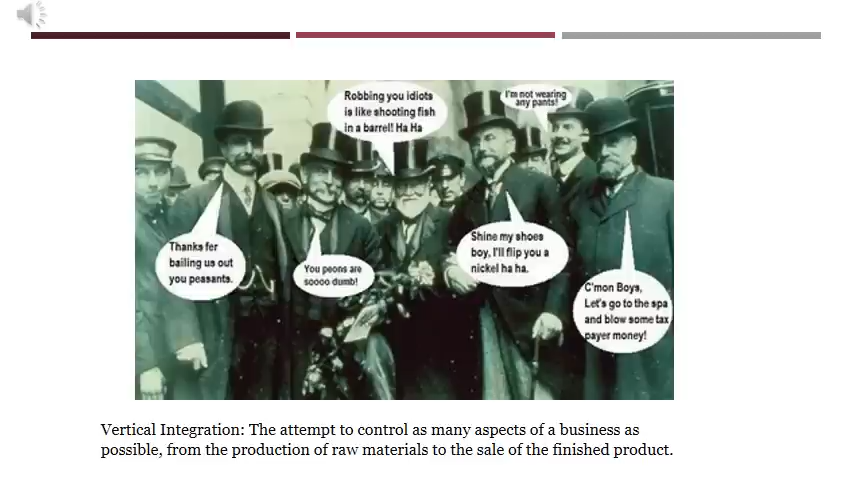 Robbing you idiots
is like shooting fish
in a barrel! Ha Ha
I'm not wearing
any pants!
Thanks fer
bailing us out
you peasants.
You peons are
soooo dumb!
Shine my shoes
boy, I'll flip you a
nickel ha ha.
C'mon Boys,
Let's go to the spa
and blow some tax
payer money!
Vertical Integration: The attempt to control as many aspects of a business as
possible, from the production of raw materials to the sale of the finished product.